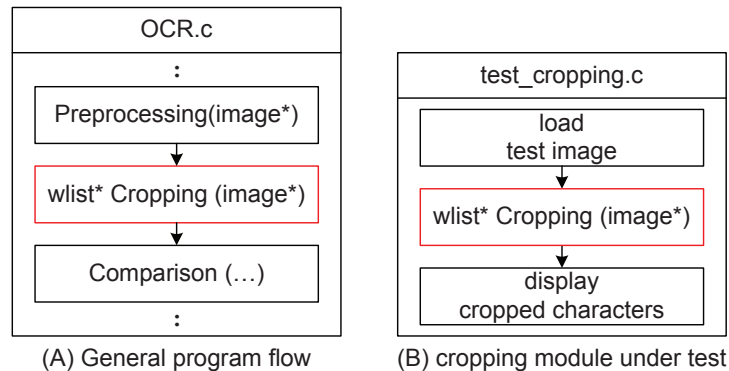 OCR.c
:
Preprocessing(image*)
wlist* Cropping (image*)
Comparison (…)
:
(A) General program flow
test_cropping.c
load
test image
wlist* Cropping (image*)
display
cropped characters
(B) cropping module under test